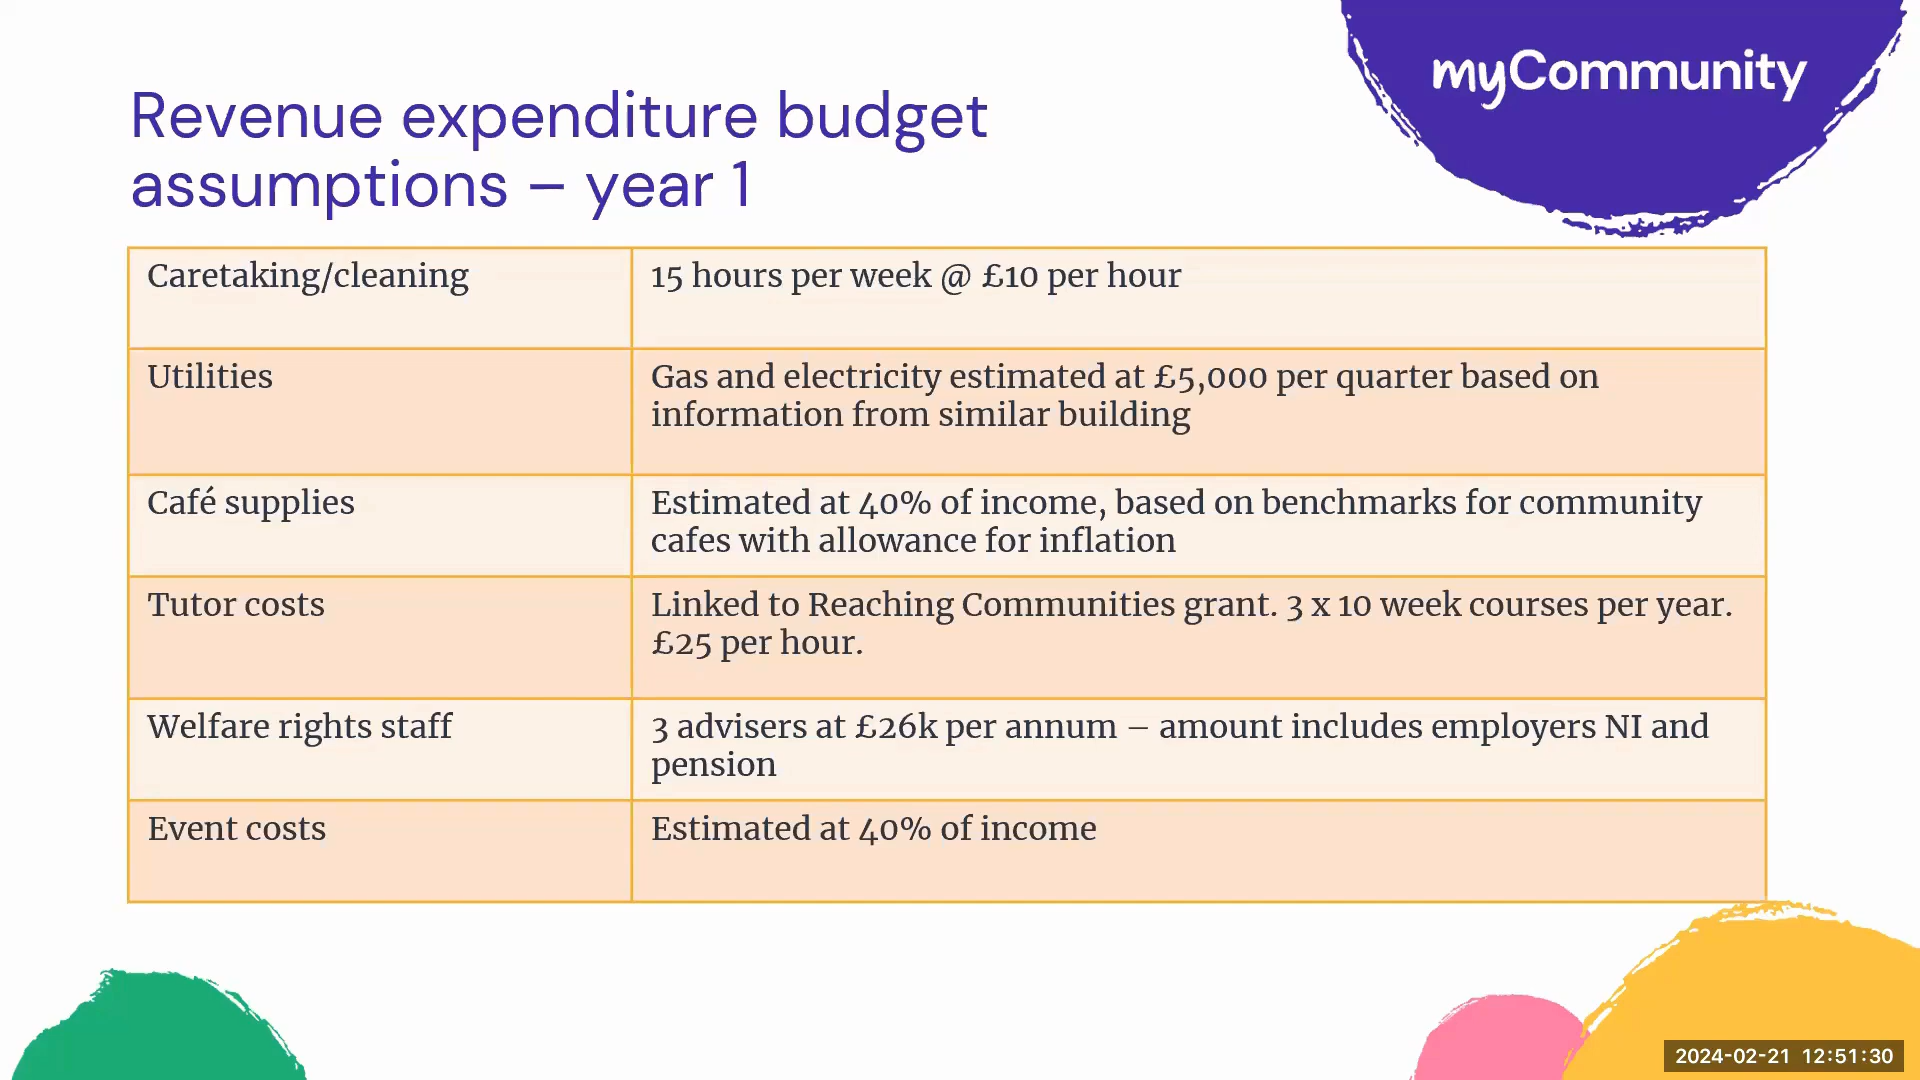 myCommunity
Revenue expenditure budget
assumptions – year 1
Caretaking/cleaning
15 hours per week @ £10 per hour
Utilities
Gas and electricity estimated at £5,000 per quarter based on
information from similar building
Café supplies
Estimated at 40% of income, based on benchmarks for community
cafes with allowance for inflation
Tutor costs
Linked to Reaching Communities grant. 3 x 10 week courses per year.
£25 per hour.
Welfare rights staff
3 advisers at £26k per annum – amount includes employers NI and
pension
Event costs
Estimated at 40% of income
2024-02-21 12:51:30